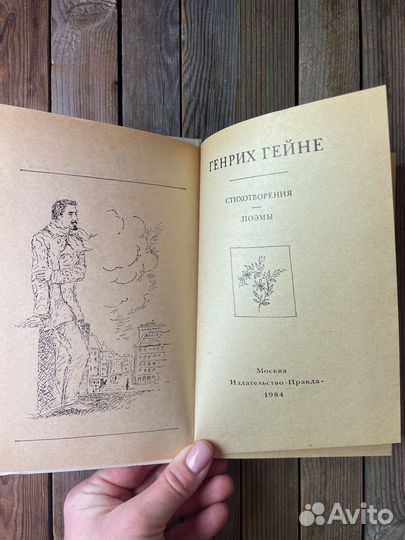 ГЕНРИХ ГЕЙНЕ
СТИХОТВОРЕНИЯ
ПОЭМЫ
Москва
Издательство «Правда»
1984
Avito